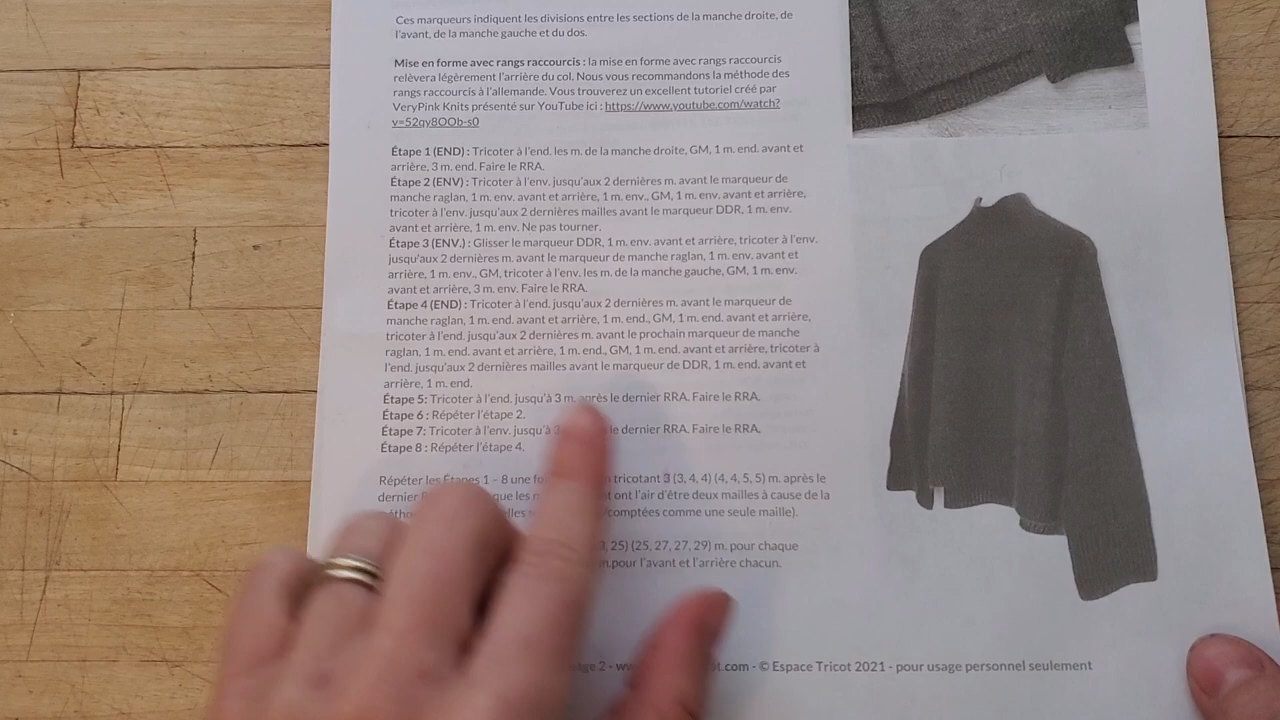 Ces marqueurs indiquent les divisions entre les sections de la manche droite, de
l'avant, de la manche gauche et du dos.
Mise en forme avec rangs raccourcis : la mise en forme avec rangs raccourcis
relèvera légèrement l'arrière du col. Nous vous recommandons la méthode des
rangs raccourcis à l'allemande. Vous trouverez un excellent tutoriel créé par
VeryPink Knits présenté sur YouTube ici : https://www.youtube.com/watch?
v=52qy8OOb-s0
Étape 1 (END) : Tricoter à l'end. les m. de la manche droite, GM, 1 m. end. avant et
arrière, 3 m. end. Faire le RRA.
Étape 2 (ENV) : Tricoter à l'env. jusqu'aux 2 dernières m. avant le marqueur de
manche raglan, 1 m. env. avant et arrière, 1 m. env., GM, 1 m. env. avant et arrière,
tricoter à l'env. jusqu'aux 2 dernières mailles avant le marqueur DDR, 1 m. env.
avant et arrière, 1 m. env. Ne pas tourner.
Étape 3 (ENV.) : Glisser le marqueur DDR, 1 m. env. avant et arrière, tricoter à l'env.
jusqu'aux 2 dernières m. avant le marqueur de manche raglan, 1 m. env. avant et
arrière, 1 m. env., GM, tricoter à l'env. les m. de la manche gauche, GM, 1 m. env.
avant et arrière, 3 m. env. Faire le RRA.
Étape 4 (END) : Tricoter à l'end. jusqu'aux 2 dernières m. avant le marqueur de
manche raglan, 1 m. end. avant et arrière, 1 m. end., GM, 1 m. end. avant et arrière,
tricoter à l'end. jusqu'aux 2 dernières m. avant le prochain marqueur de manche
raglan, 1 m. end. avant et arrière, 1 m. end., GM, 1 m. end. avant et arrière, tricoter à
l'end. jusqu'aux 2 dernières mailles avant le marqueur de DDR, 1 m. end. avant et
arrière, 1 m. end.
Étape 5: Tricoter à l'end. jusqu'à 3 m. après le dernier RRA. Faire le RRA.
Étape 6 : Répéter l'étape 2.
Étape 7: Tricoter à l'env. jusqu'à 3 le dernier RRA. Faire le RRA.
Étape 8 : Répéter l'étape 4.
Répéter les Étapes 1 – 8 une tricotant 3 (3, 4, 4) (4, 4, 5, 5) m. après le
dernier que les ont l'air d'être deux mailles à cause de la
comptées comme une seule maille).
25) (25, 27, 27, 29) m. pour chaque
m.pour l'avant et l'arrière chacun.
2 - .com - © Espace Tricot 2021 - pour usage personnel seulement